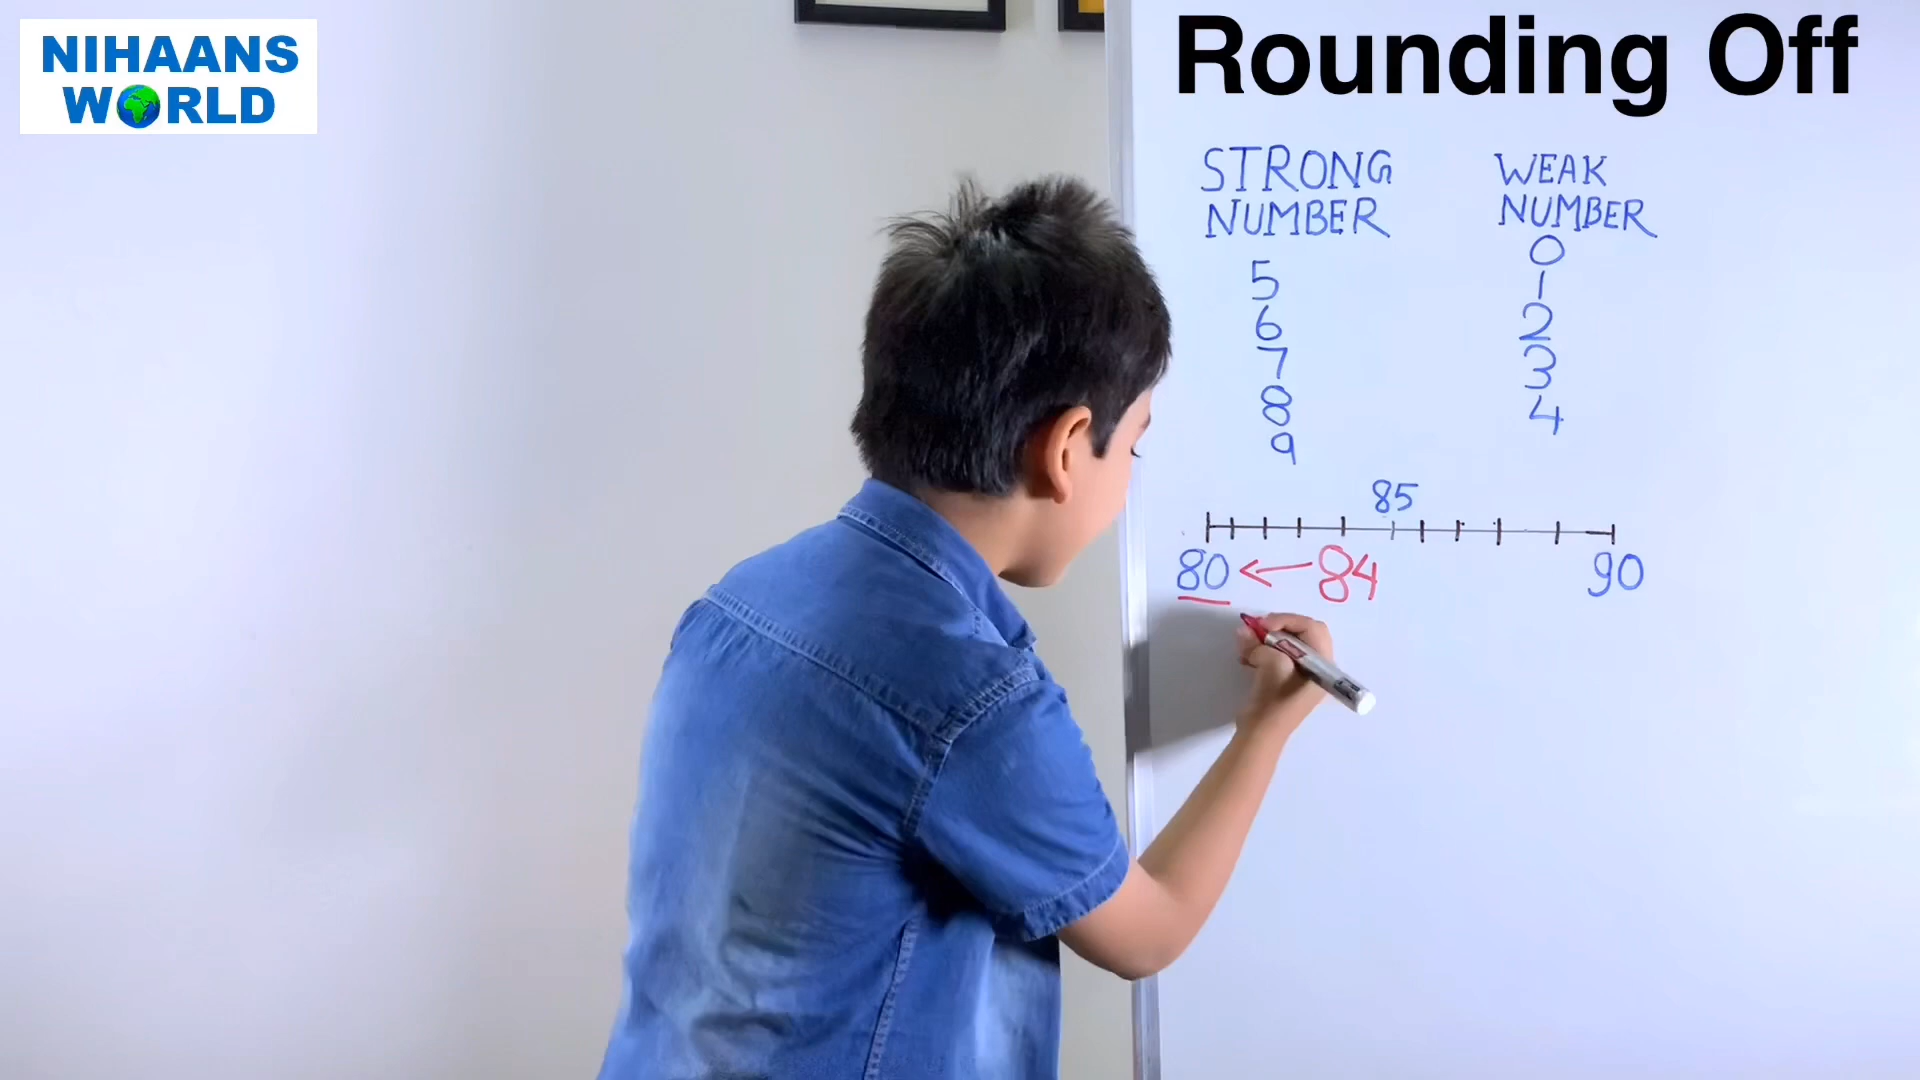 NIHAANS
WORLD
Rounding Off
STRONG
NUMBER
5
6
7
8
9
WEAK
NUMBER
0
1
2
3
4
85
80 ← 84
90